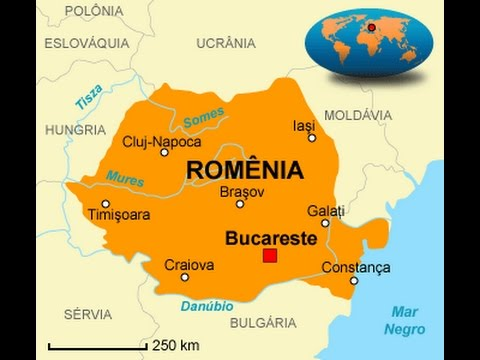 POLÔNIA
ESLOVÁQUIA
UCRÂNIA
Tisza
Somes
MOLDÁVIA
HUNGRIA
Iaşi
Cluj-Napoca
ROMÊNIA
Mures
Braşov
Timişoara
Galaţi
Bucareste
Craiova
Constança
Danúbio
SÉRVIA
BULGÁRIA
Mar
Negro
250 km